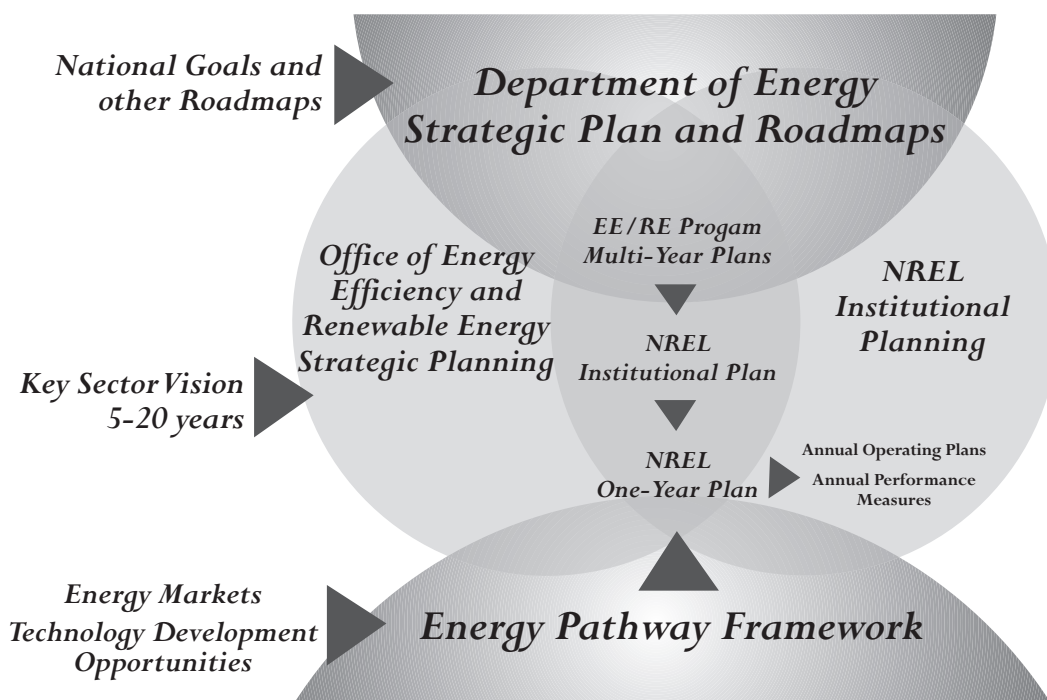 National Goals and
other Roadmaps
Department of Energy
Strategic Plan and Roadmaps
EE/RE Progam
Multi-Year Plans
Office of Energy
Efficiency and
Renewable Energy
Strategic Planning
NREL
Institutional
Planning
NREL
Institutional Plan
Key Sector Vision
5-20 years
NREL
One-Year Plan
Annual Operating Plans
Annual Performance
Measures
Energy Markets
Technology Development
Opportunities
Energy Pathway Framework